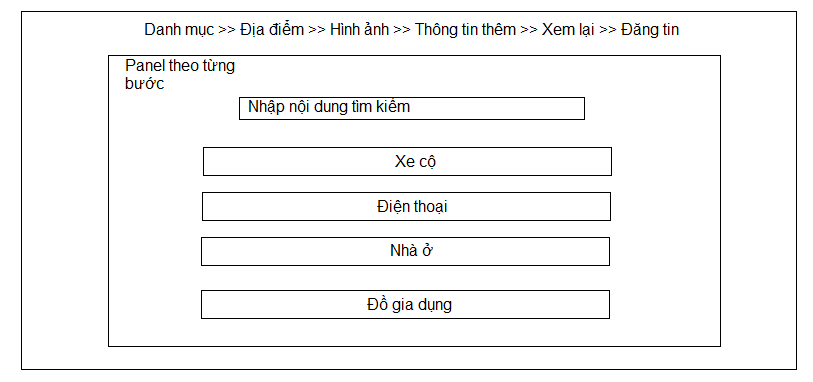 Danh mục >> Địa điểm >> Hình ảnh >> Thông tin thêm >> Xem lại >> Đăng tin
Panel theo từng
bước
Nhập nội dung tìm kiếm
Xe cộ
Điện thoại
Nhà ở
Đồ gia dụng